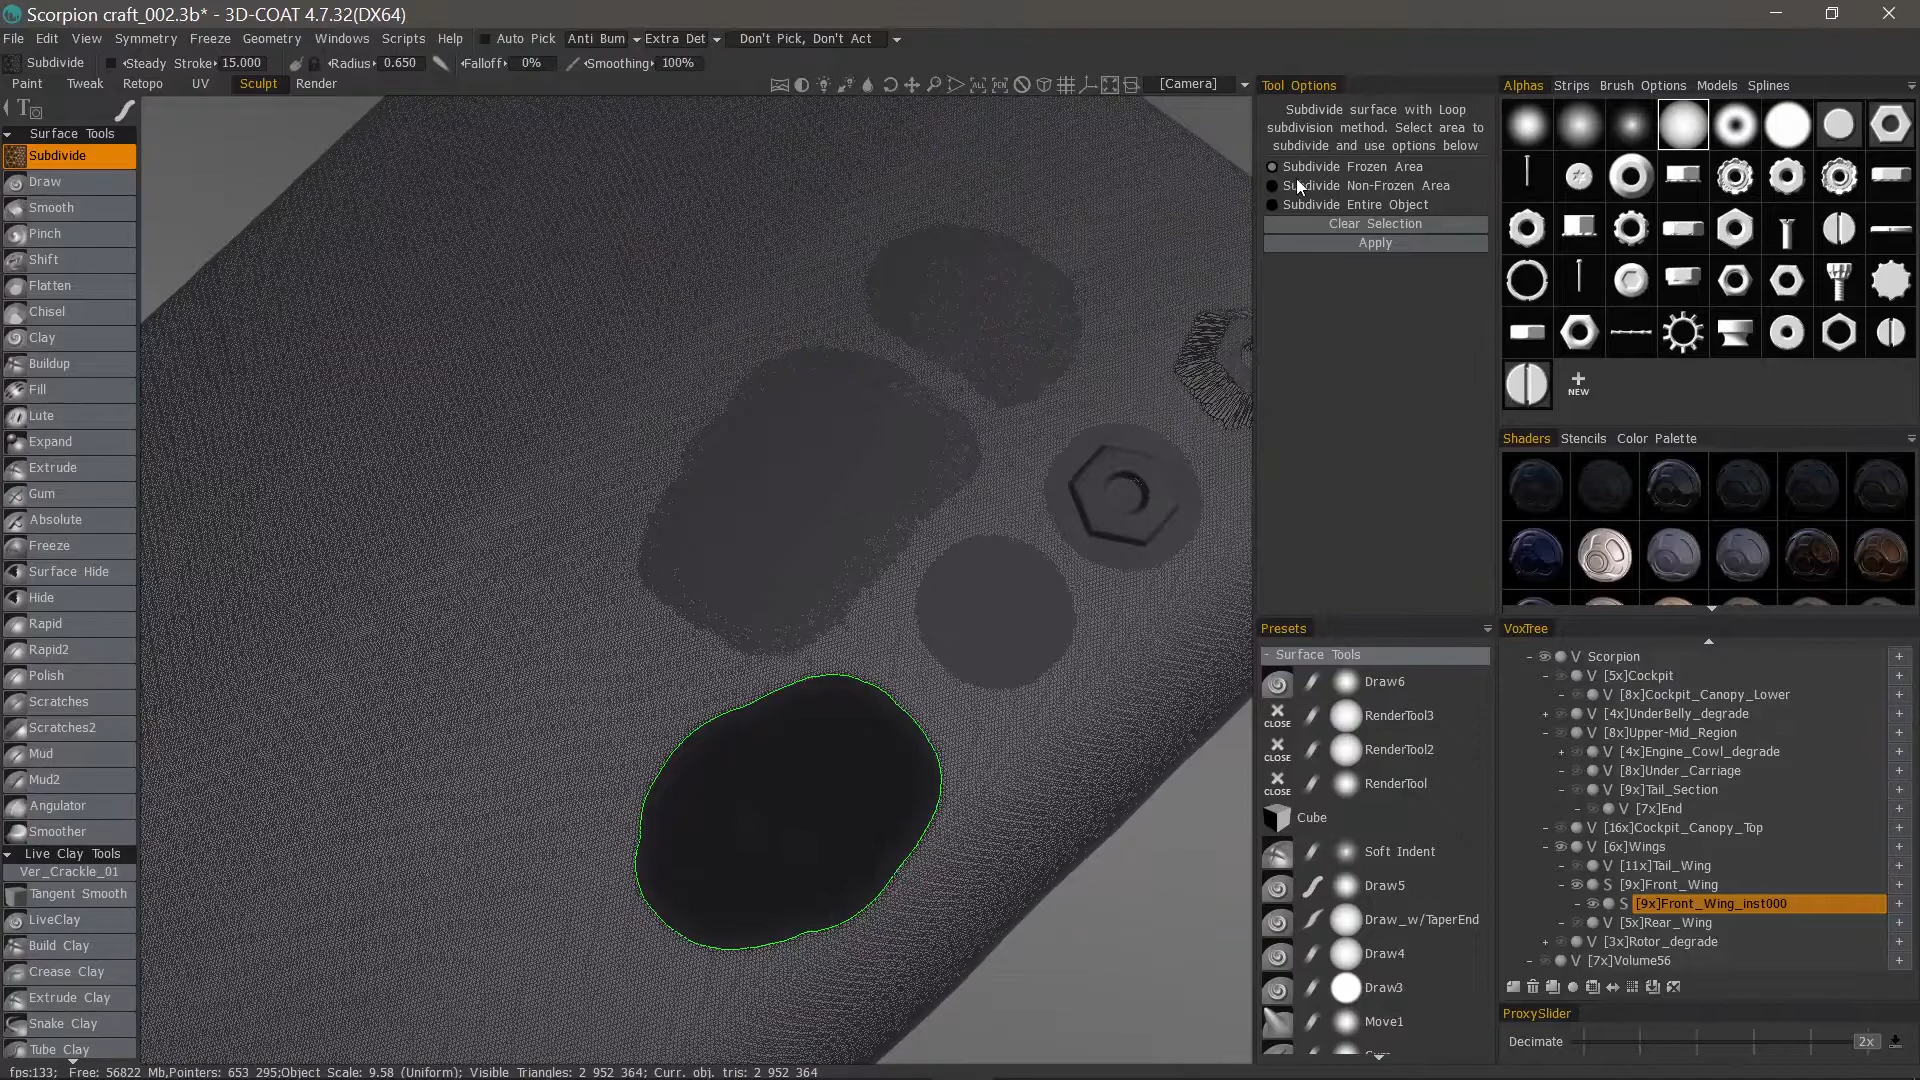 Scorpion craft_002.3b* - 3D-COAT 4.7.32(DX64)
File Edit View Symmetry Freeze Geometry Windows Scripts Help Auto Pick Anti Bum Extra Det Don't Pick, Don't Act
Subdivide Steady Stroke 15.000 Radius 0.650 Falloff 0% Smoothing 100%
Paint Tweak Retopo UV Sculpt Render [Camera]
Surface Tools
Subdivide
Draw
Smooth
Pinch
Shift
Flatten
Chisel
Clay
Buildup
Fill
Lute
Expand
Extrude
Gum
Absolute
Freeze
Surface Hide
Hide
Rapid
Rapid2
Polish
Scratches
Scratches2
Mud
Mud2
Angulator
Smoother
Live Clay Tools
Ver_Crackle_01
Tangent Smooth
LiveClay
Build Clay
Crease Clay
Extrude Clay
Snake Clay
Tube Clay
Tool Options
Subdivide surface with Loop
subdivision method. Select area to
subdivide and use options below
Subdivide Frozen Area
Subdivide Non-Frozen Area
Subdivide Entire Object
Clear Selection
Apply
Presets
- Surface Tools
Draw6
CLOSE RenderTool3
CLOSE RenderTool2
CLOSE RenderTool
Cube
Soft Indent
Draw5
Draw_w/TaperEnd
Draw4
Draw3
Move1
Alphas Strips Brush Options Models Splines
NEW
Shaders Stencils Color Palette
VoxTree
- V Scorpion +
- V [5x]Cockpit +
- V [8x]Cockpit_Canopy_Lower +
+ V [4x]UnderBelly_degrade +
- V [8x]Upper-Mid_Region +
+ V [4x]Engine_Cowl_degrade +
- V [8x]Under_Carriage +
- V [9x]Tail_Section +
- V [7x]End +
- V [16x]Cockpit_Canopy_Top +
- V [6x]Wings +
- V [11x]Tail_Wing +
- S [9x]Front_Wing +
- S [9x]Front_Wing_inst000 +
- V [5x]Rear_Wing +
+ V [3x]Rotor_degrade +
- V [7x]Volume56 +
ProxySlider
Decimate 2x
fps:133; Free: 56822 Mb,Pointers: 653 295;Object Scale: 9.58 (Uniform); Visible Triangles: 2 952 364; Curr. obj. tris: 2 952 364